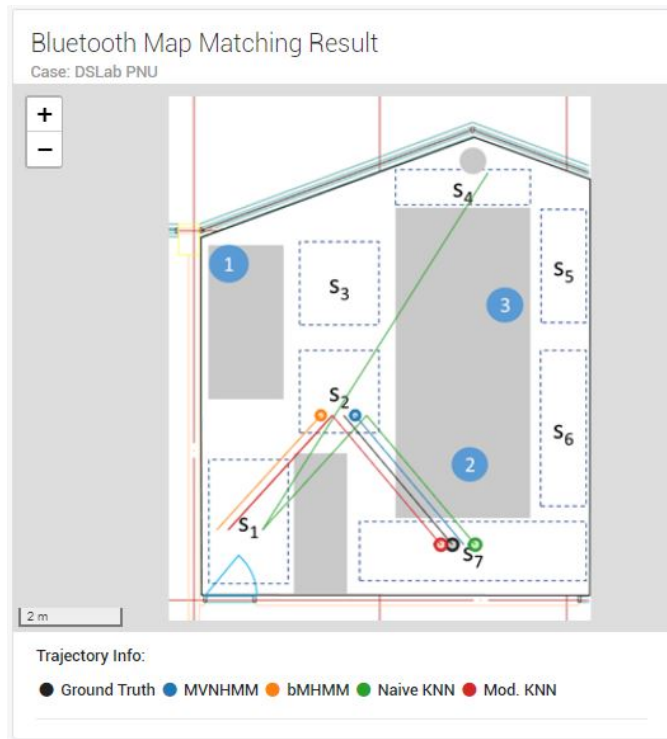 Bluetooth Map Matching Result
Case: DSLab PNU
+
−
S4
1
S5
S3
3
S2
S6
2
S1
S7
2 m
Trajectory Info:
Ground Truth MVNHMM bMHMM Naive KNN Mod. KNN